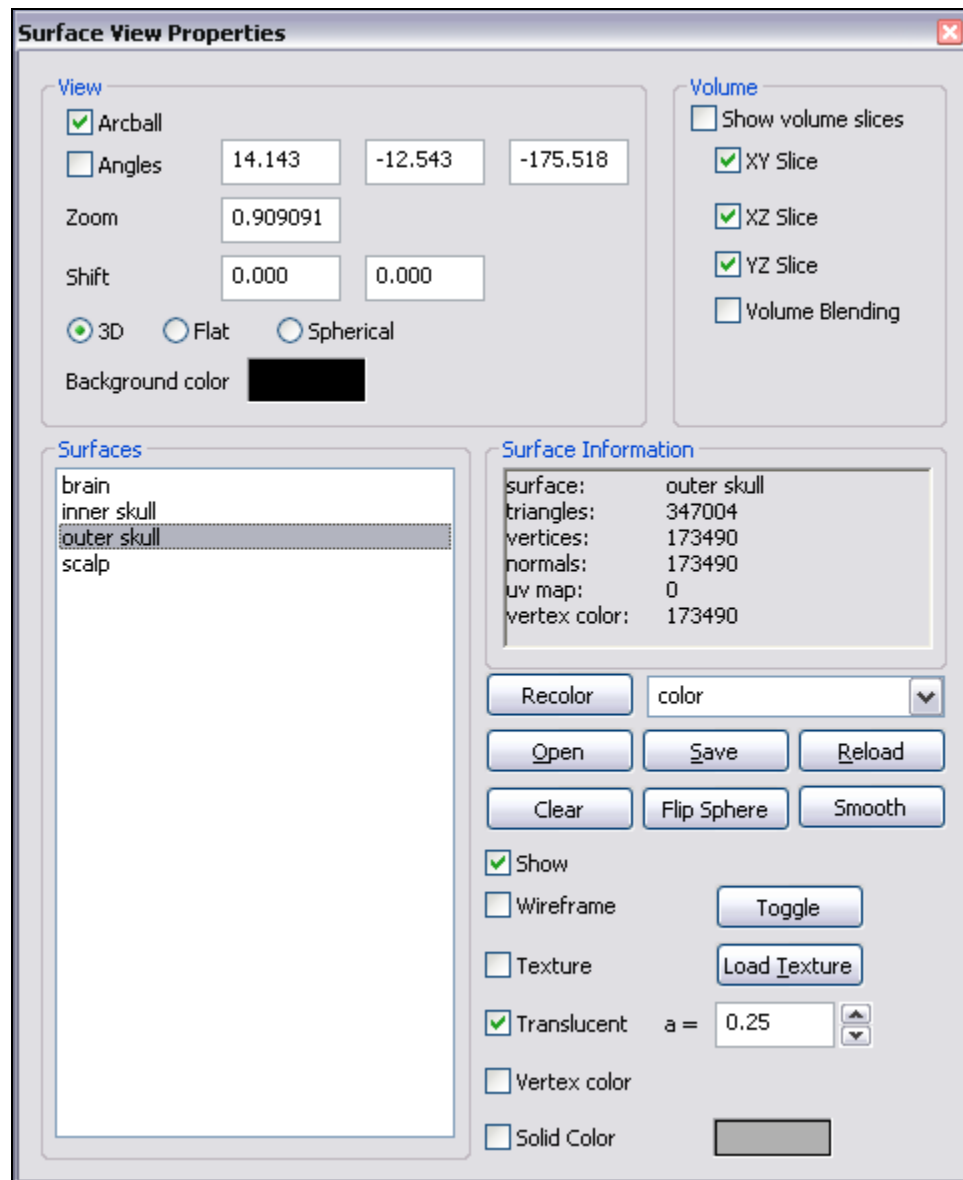 Surface View Properties
View
Arcball
Angles 14.143 -12.543 -175.518
Zoom 0.909091
Shift 0.000 0.000
3D Flat Spherical
Background color
Volume
Show volume slices
XY Slice
XZ Slice
YZ Slice
Volume Blending
Surfaces
brain
inner skull
outer skull
scalp
Surface Information
surface: outer skull
triangles: 347004
vertices: 173490
normals: 173490
uv map: 0
vertex color: 173490
Recolor color
Open Save Reload
Clear Flip Sphere Smooth
Show
Wireframe Toggle
Texture Load Texture
Translucent a = 0.25
Vertex color
Solid Color